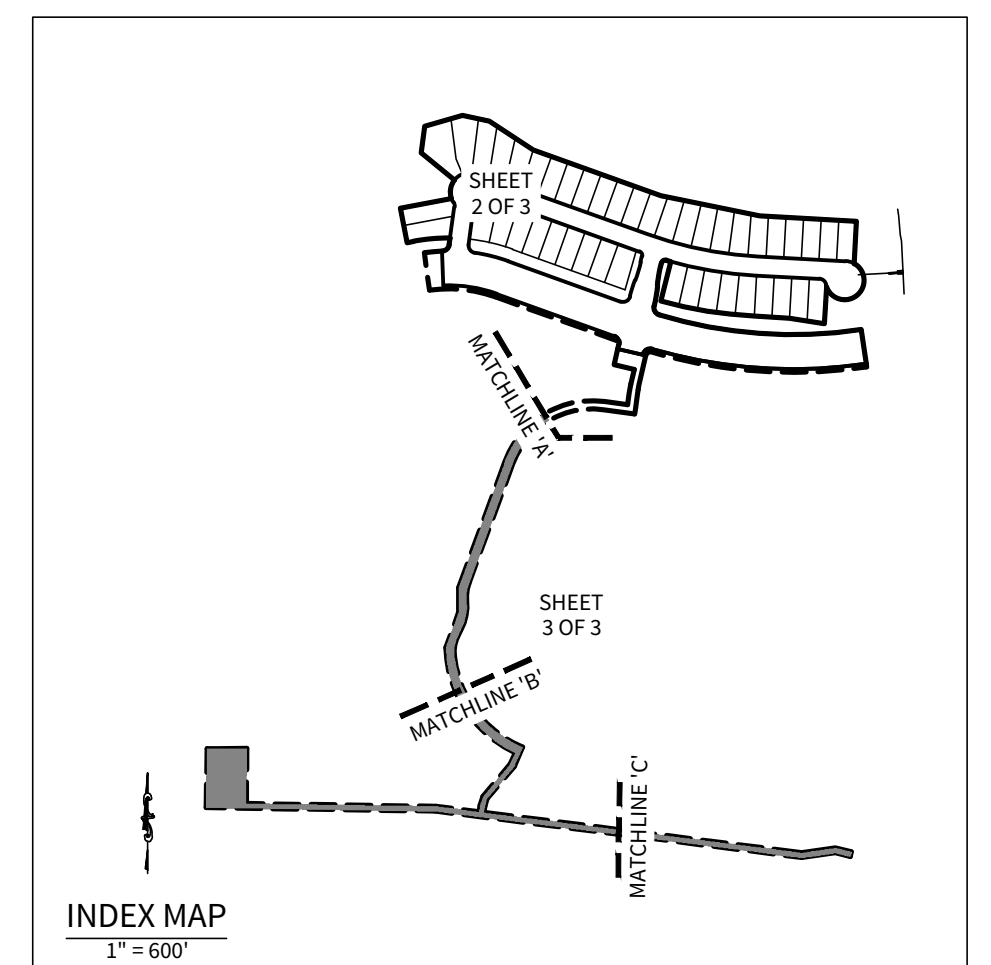 SHEET
2 OF 3
MATCHLINE 'A'
SHEET
3 OF 3
MATCHLINE 'B'
MATCHLINE 'C'
INDEX MAP
1" = 600'